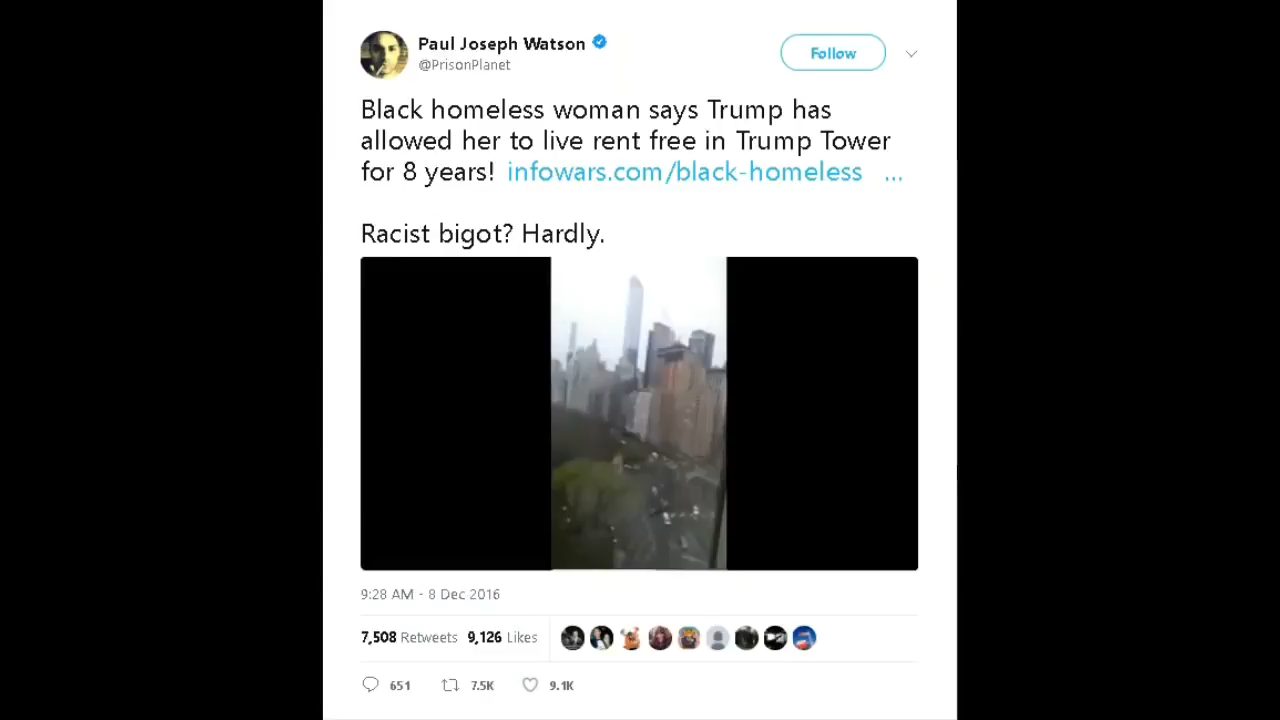 Paul Joseph Watson
@PrisonPlanet
Follow
Black homeless woman says Trump has
allowed her to live rent free in Trump Tower
for 8 years! infowars.com/black-homeless ...
Racist bigot? Hardly.
9:28 AM - 8 Dec 2016
7,508 Retweets 9,126 Likes
651 7.5K 9.1K